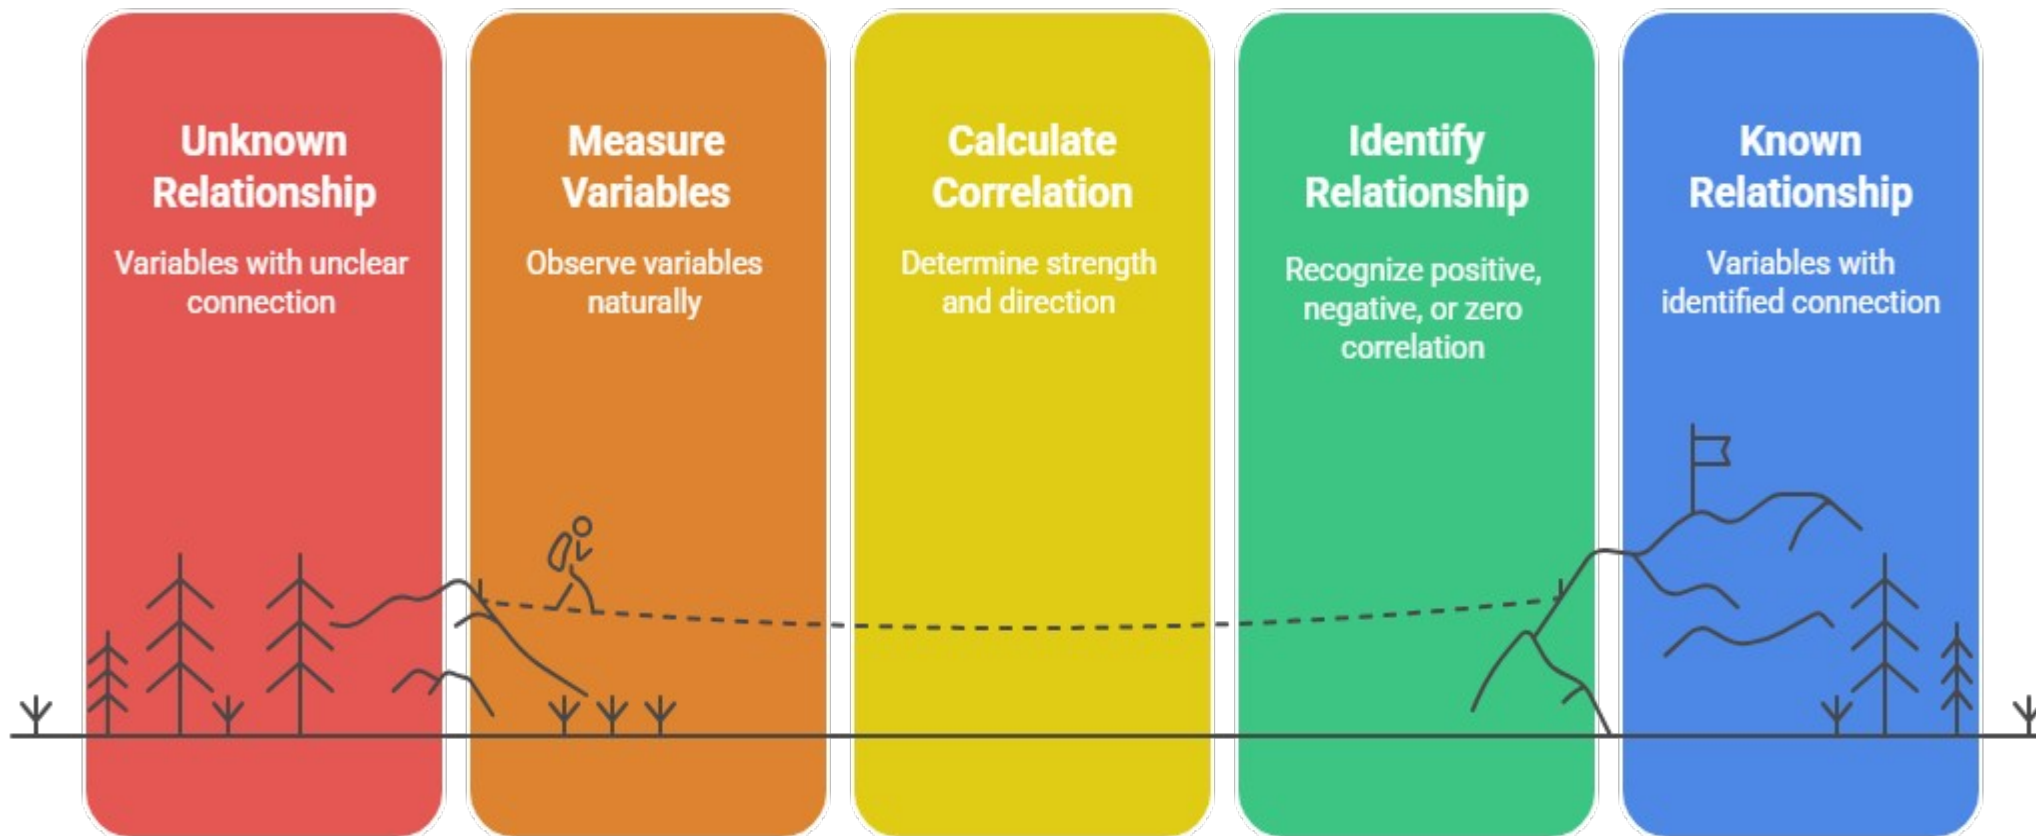 Unknown
Relationship
Variables with unclear
connection
Measure
Variables
Observe variables
naturally
Calculate
Correlation
Determine strength
and direction
Identify
Relationship
Recognize positive,
negative, or zero
correlation
Known
Relationship
Variables with
identified connection